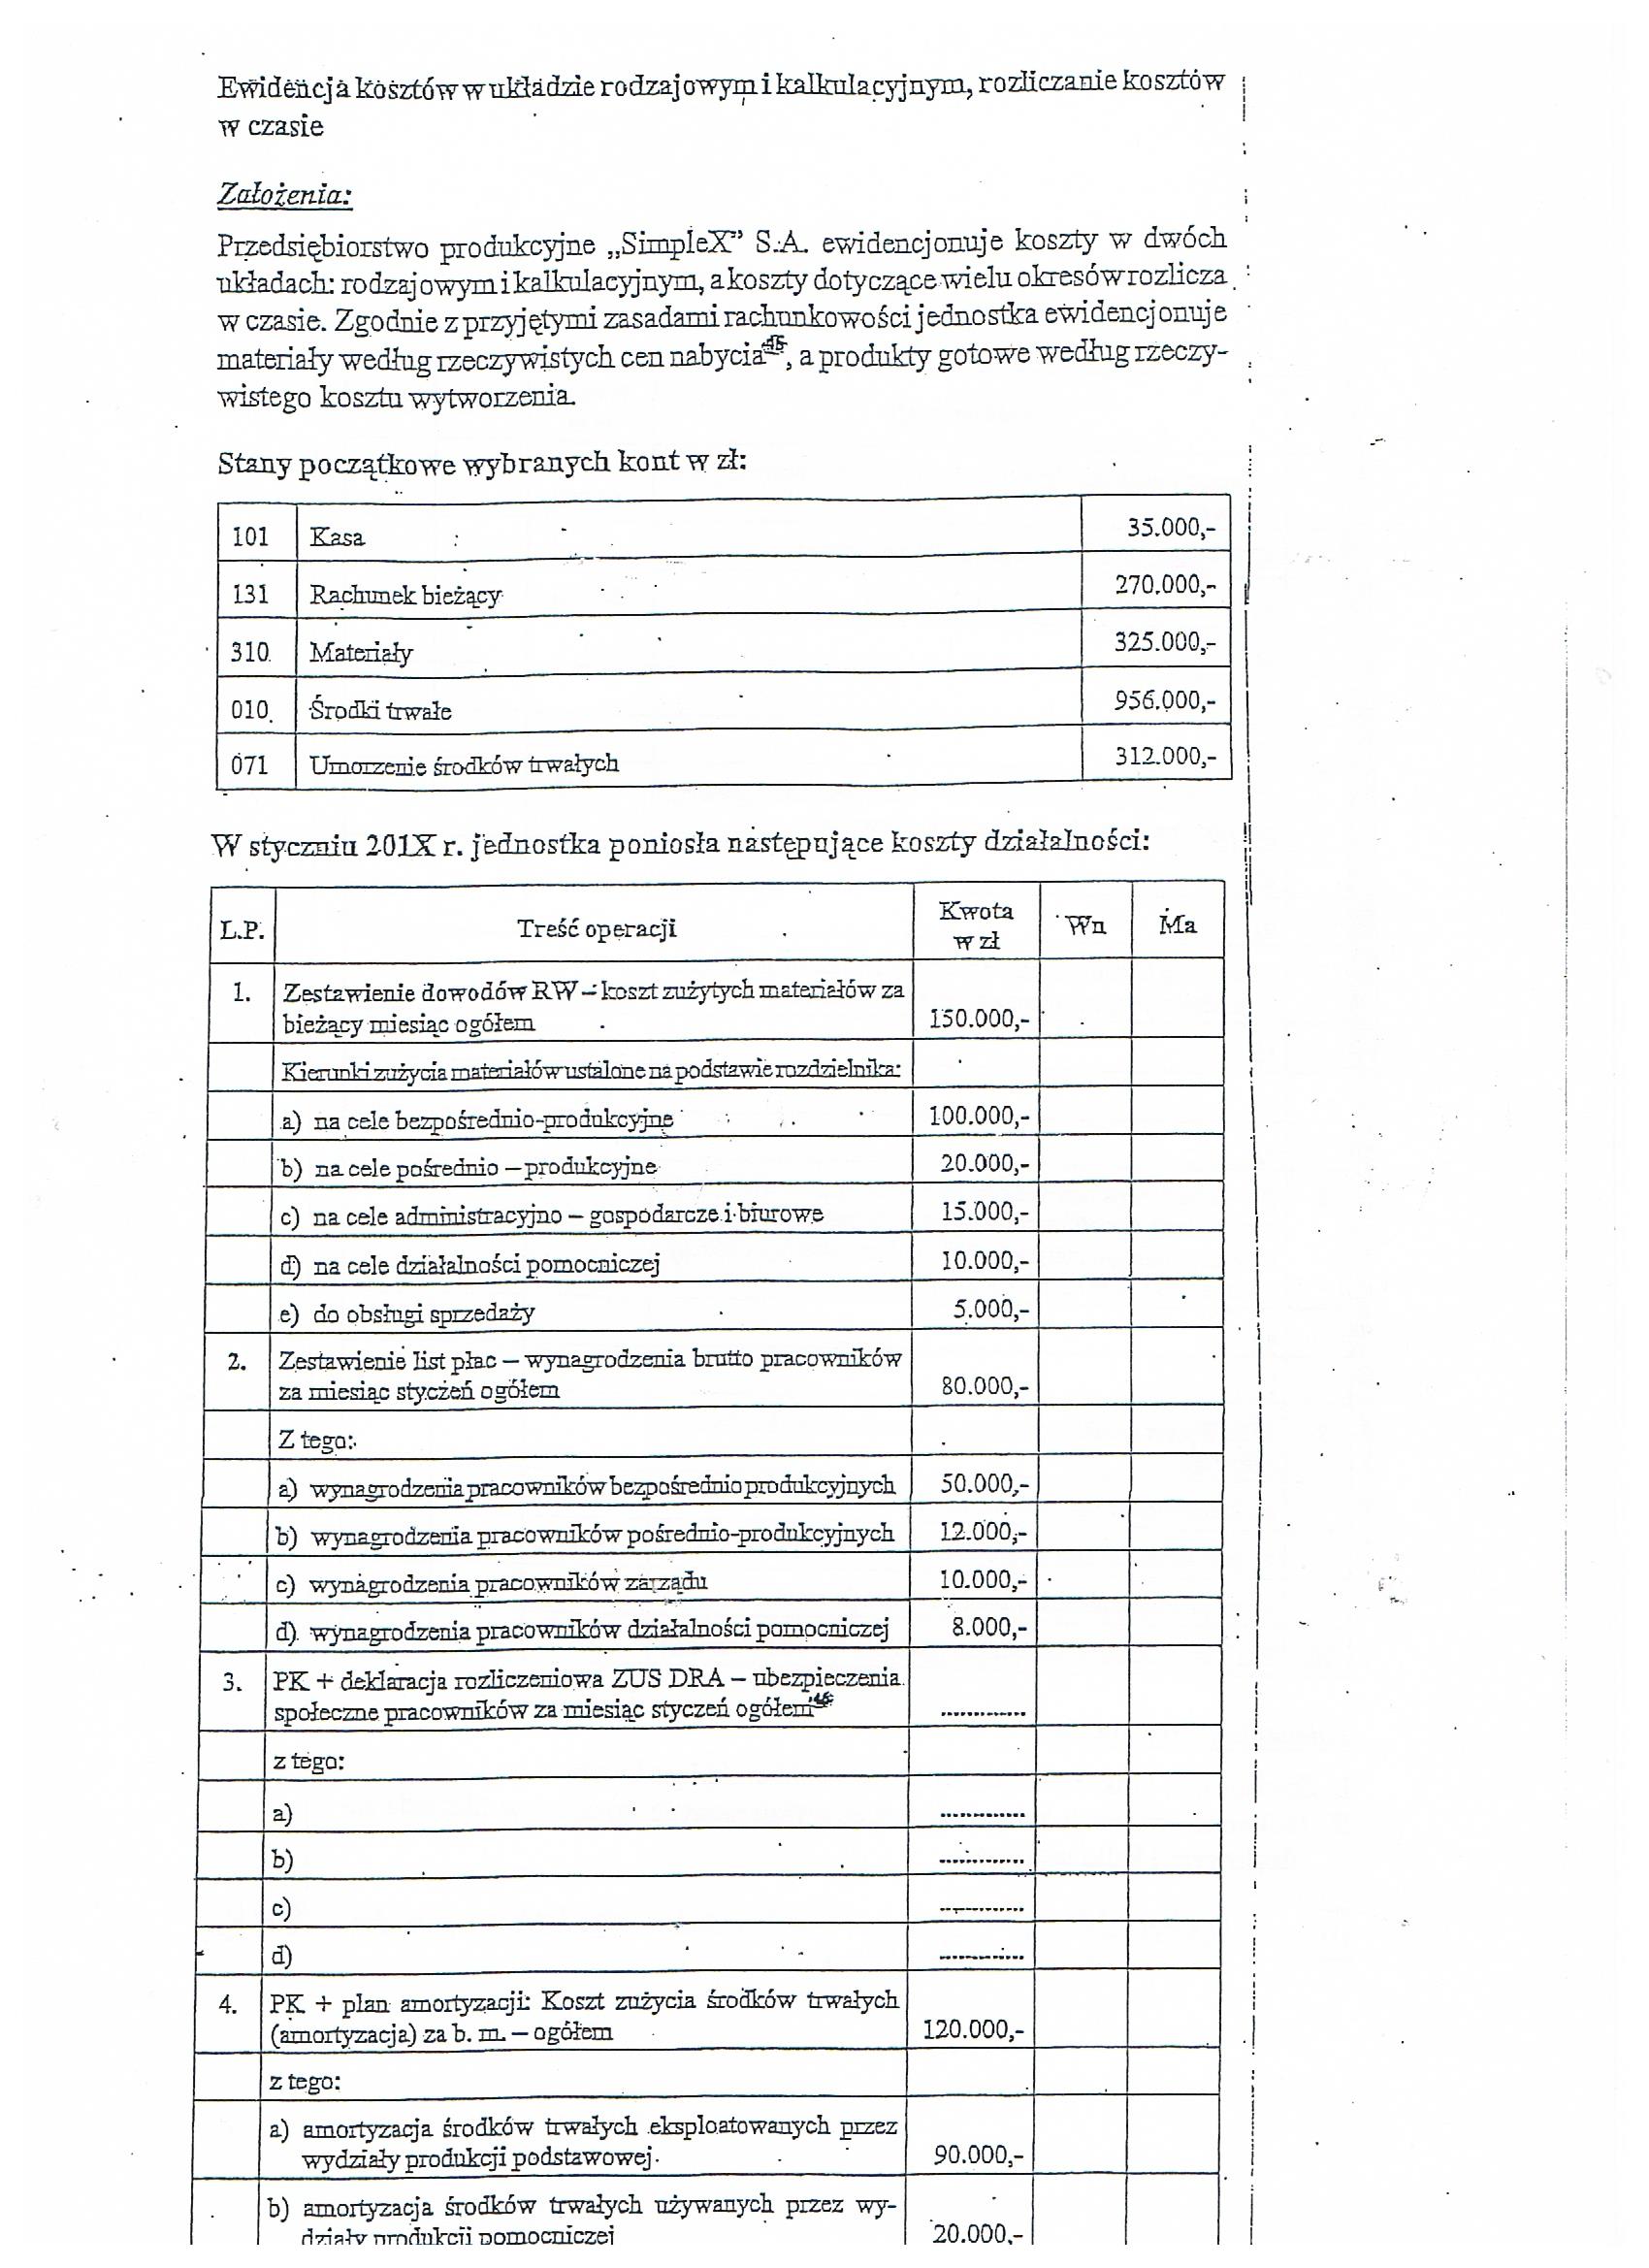 Ewidencja kosztów w układzie rodzajowym i kalkulacyjnym, rozliczanie kosztów
w czasie
Założenia:
Przedsiębiorstwo produkcyjne „SimpleX” S.A. ewidencjonuje koszty w dwóch
układach: rodzajowym i kalkulacyjnym, a koszty dotyczące wielu okresów rozlicza
w czasie. Zgodnie z przyjętymi zasadami rachunkowości jednostka ewidencjonuje
materiały według rzeczywistych cen nabycia, a produkty gotowe według rzeczy-
wistego kosztu wytworzenia.
Stany początkowe wybranych kont w zł:
101 Kasa 35.000,-
131 Rachunek bieżący 270.000,-
310 Materiały 325.000,-
010 Środki trwałe 956.000,-
071 Umorzenie środków trwałych 312.000,-
W styczniu 201X r. jednostka poniosła następujące koszty działalności:
L.P. Treść operacji Kwota w zł Wn Ma
1. Zestawienie dowodów RW – koszt zużytych materiałów za
bieżący miesiąc ogółem 150.000,-
Kierunki zużycia materiałów ustalone na podstawie rozdzielnika:
a) na cele bezpośrednio-produkcyjne 100.000,-
b) na cele pośrednio – produkcyjne 20.000,-
c) na cele administracyjno – gospodarcze i biurowe 15.000,-
d) na cele działalności pomocniczej 10.000,-
e) do obsługi sprzedaży 5.000,-
2. Zestawienie list płac – wynagrodzenia brutto pracowników
za miesiąc styczeń ogółem 80.000,-
Z tego:
a) wynagrodzenia pracowników bezpośrednio produkcyjnych 50.000,-
b) wynagrodzenia pracowników pośrednio-produkcyjnych 12.000,-
c) wynagrodzenia pracowników zarządu 10.000,-
d) wynagrodzenia pracowników działalności pomocniczej 8.000,-
3. PK + deklaracja rozliczeniowa ZUS DRA – ubezpieczenia
społeczne pracowników za miesiąc styczeń ogółem .............
z tego:
a) .............
b) .............
c) .............
d) .............
4. PK + plan amortyzacji: Koszt zużycia środków trwałych
(amortyzacja) za b. m. – ogółem 120.000,-
z tego:
a) amortyzacja środków trwałych eksploatowanych przez
wydziały produkcji podstawowej 90.000,-
b) amortyzacja środków trwałych używanych przez wy-
działy produkcji pomocniczej 20.000,-